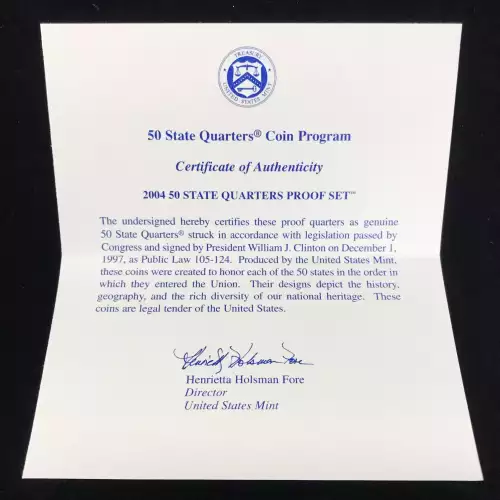 TREASURY
UNITED STATES MINT
50 State Quarters® Coin Program
Certificate of Authenticity
2004 50 STATE QUARTERS PROOF SET™
The undersigned hereby certifies these proof quarters as genuine
50 State Quarters® struck in accordance with legislation passed by
Congress and signed by President William J. Clinton on December 1,
1997, as Public Law 105-124. Produced by the United States Mint,
these coins were created to honor each of the 50 states in the order in
which they entered the Union. Their designs depict the history,
geography, and the rich diversity of our national heritage. These
coins are legal tender of the United States.
Henrietta Holsman Fore
Henrietta Holsman Fore
Director
United States Mint